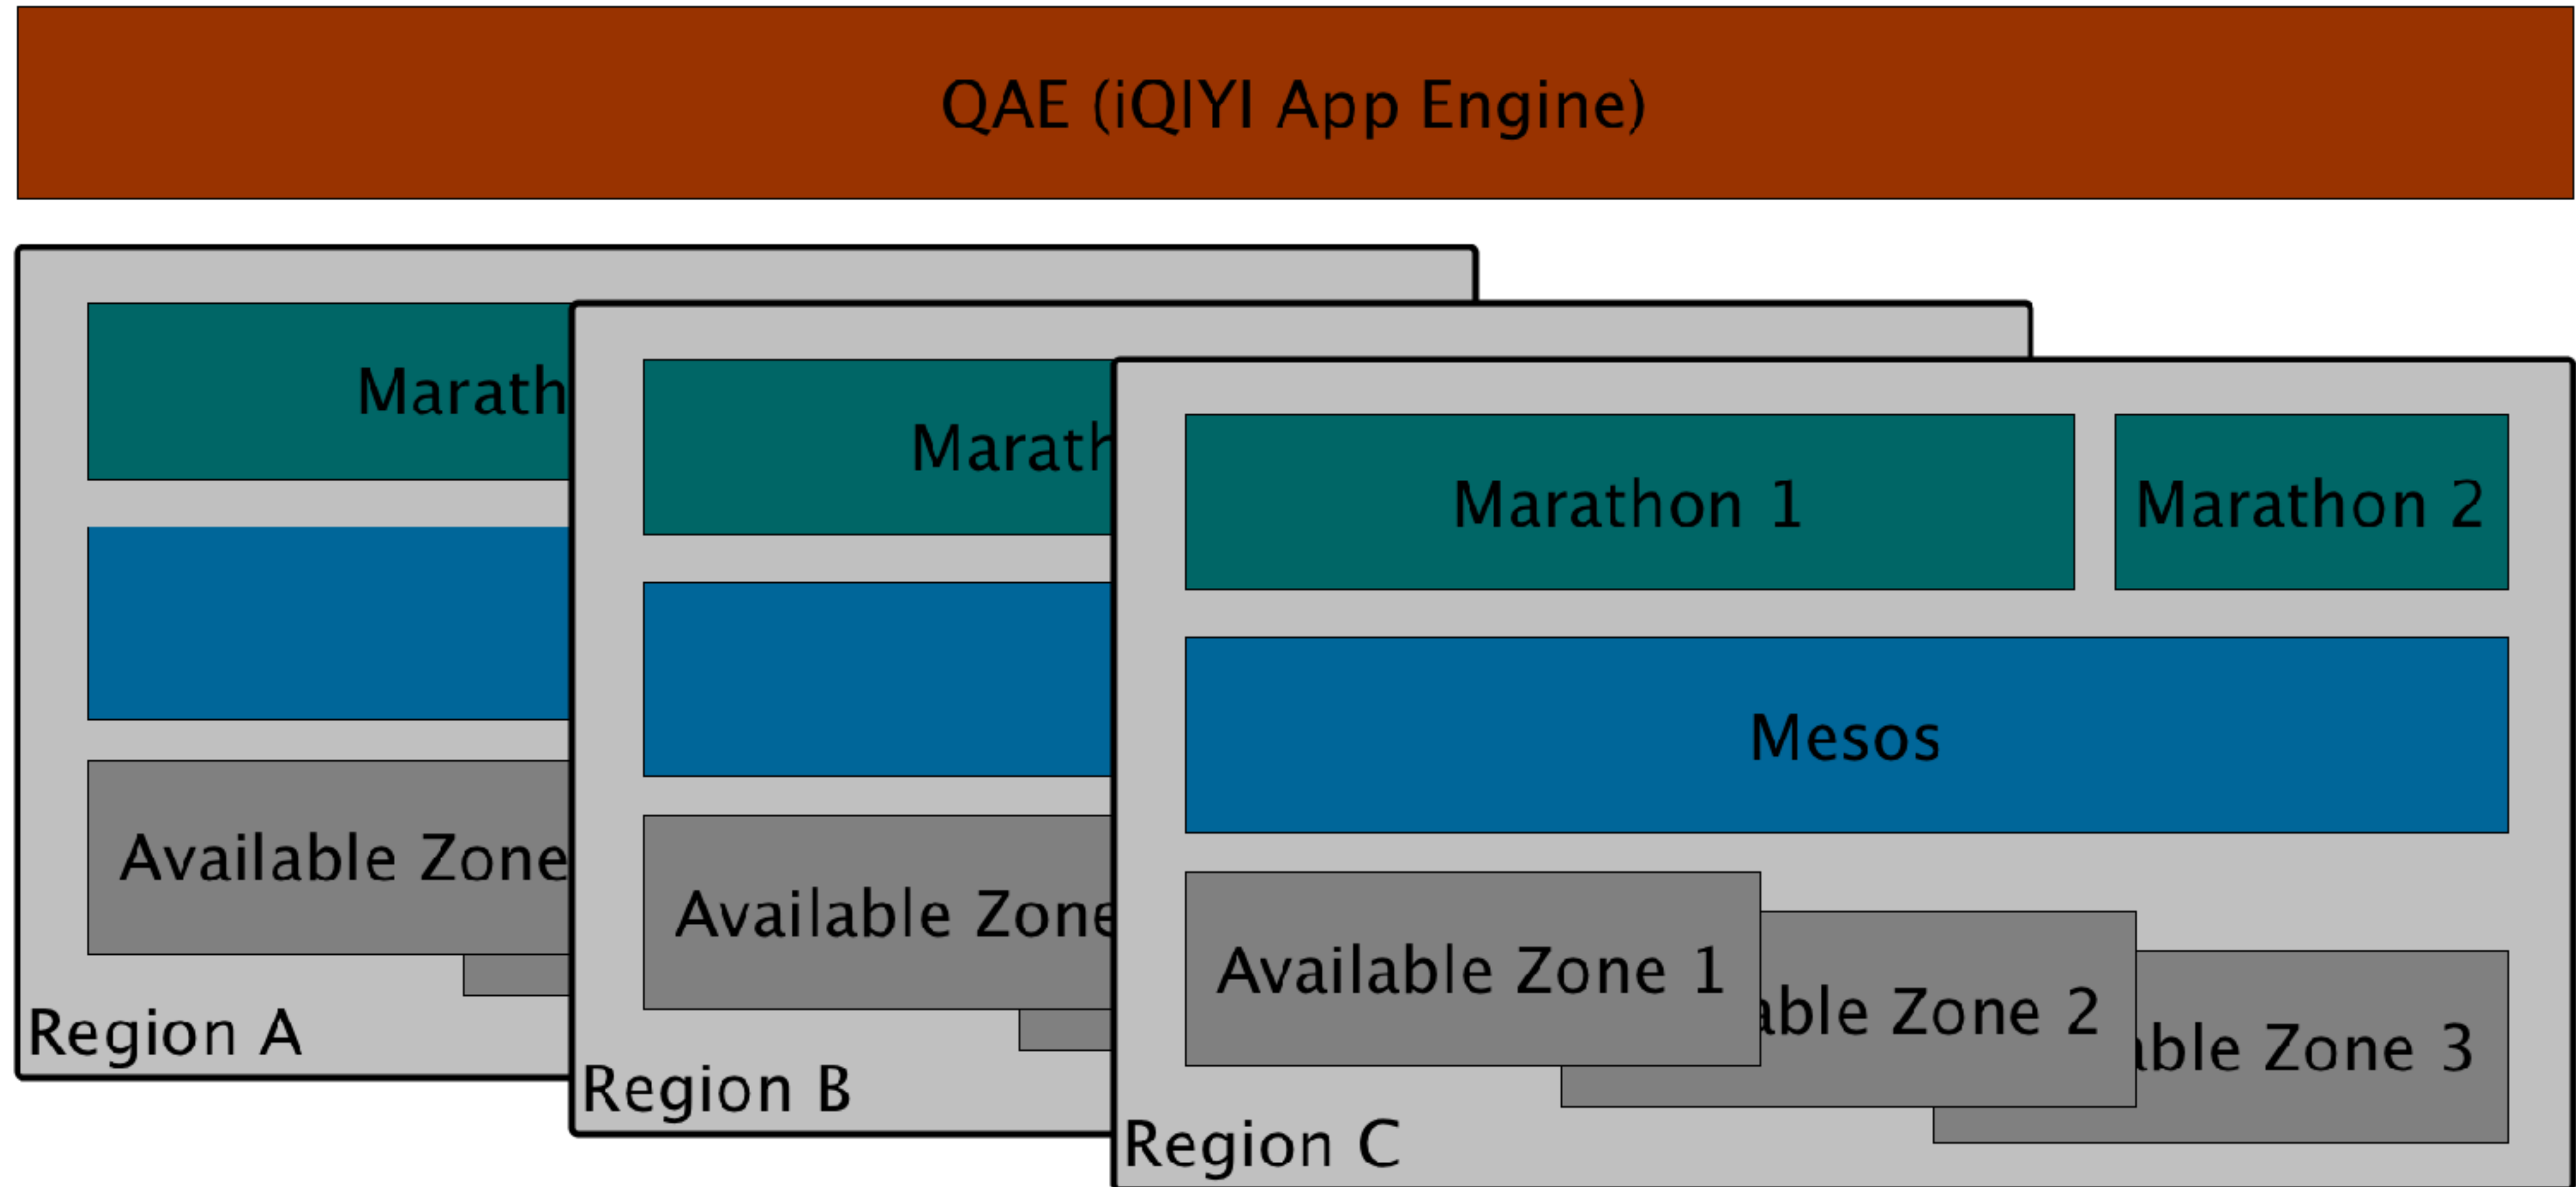 QAE (iQIYI App Engine)
Marath
Marath
Marathon 1
Marathon 2
Mesos
Available Zone
Available Zone
Available Zone 1
able Zone 2
able Zone 3
Region A
Region B
Region C